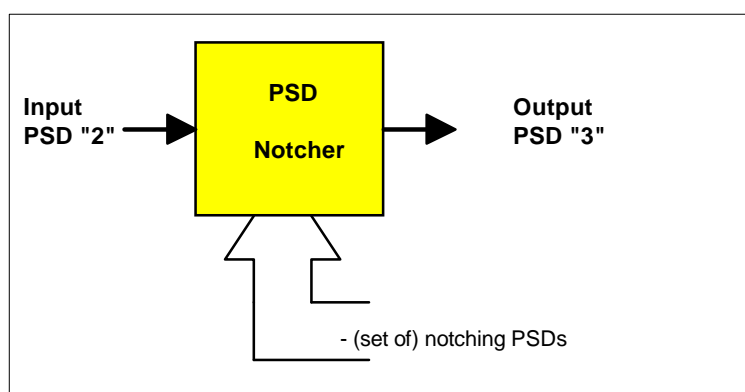 Input
PSD "2"
PSD
Notcher
Output
PSD "3"
- (set of) notching PSDs